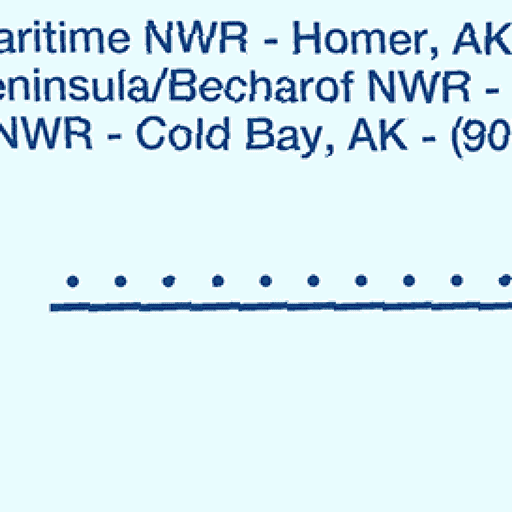 aritime NWR - Homer, AK
eninsula/Becharof NWR -
NWR - Cold Bay, AK - (90